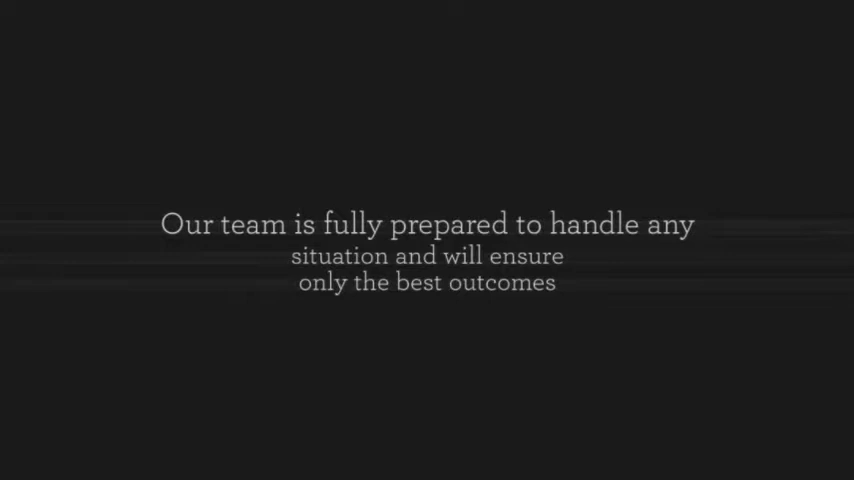 Our team is fully prepared to handle any
situation and will ensure
only the best outcomes